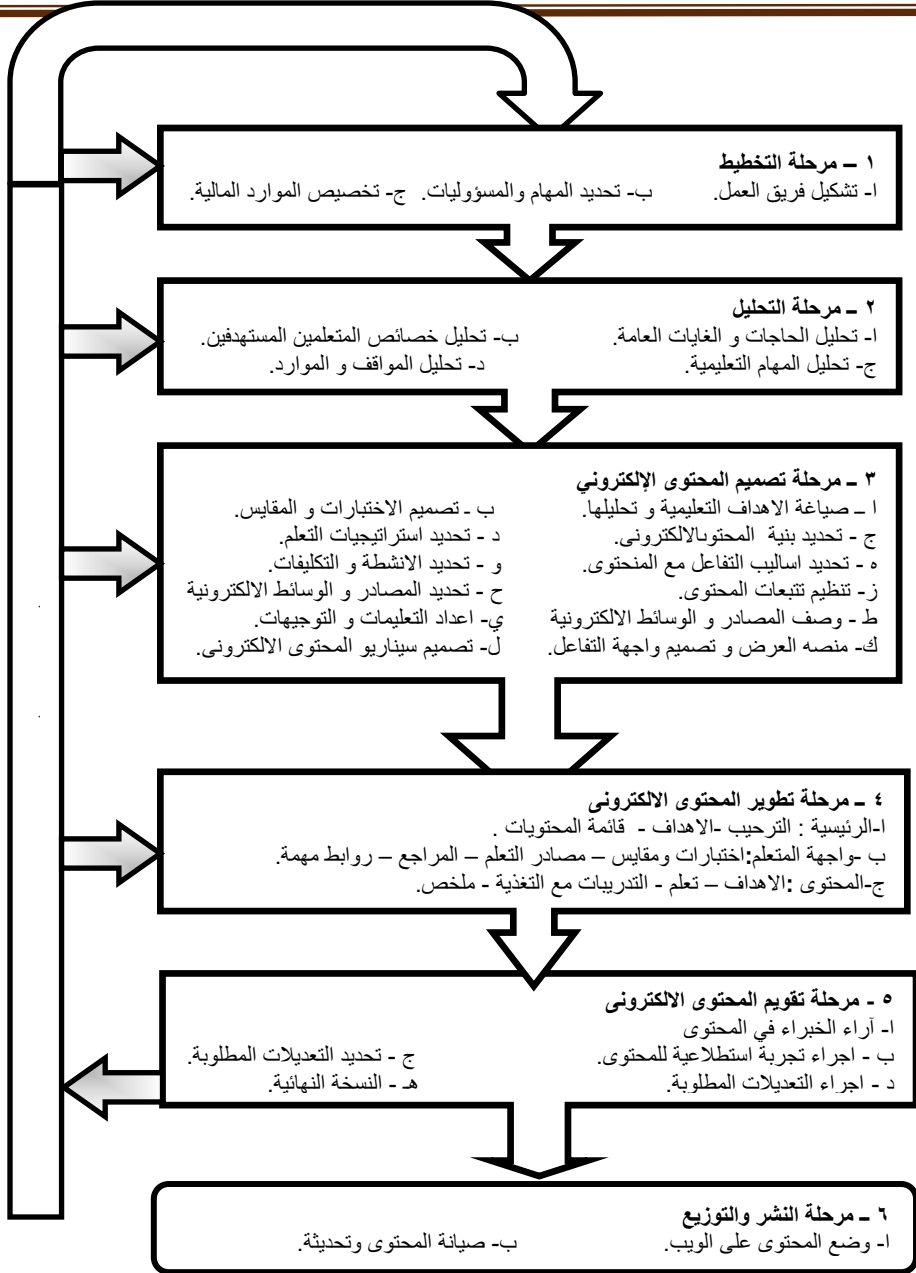 ١ – مرحلة التخطيط
ا- تشكيل فريق العمل. ب- تحديد المهام والمسؤوليات. ج- تخصيص الموارد المالية.
٢ – مرحلة التحليل
ا- تحليل الحاجات و الغايات العامة. ب- تحليل خصائص المتعلمين المستهدفين.
ج- تحليل المهام التعليمية. د- تحليل المواقف و الموارد.
٣ – مرحلة تصميم المحتوى الإلكتروني
ا – صياغة الاهداف التعليمية و تحليلها. ب - تصميم الاختبارات و المقايس.
ج - تحديد بنية المحتوىالالكترونى. د - تحديد استراتيجيات التعلم.
ه - تحديد اساليب التفاعل مع المنحتوى. و - تحديد الانشطة و التكليفات.
ز- تنظيم تتبعات المحتوى. ح - تحديد المصادر و الوسائط الالكترونية
ط - وصف المصادر و الوسائط الالكترونية ي- اعداد التعليمات و التوجيهات.
ك- منصه العرض و تصميم واجهة التفاعل. ل- تصميم سيناريو المحتوى الالكترونى.
٤ – مرحلة تطوير المحتوى الالكترونى
ا-الرئيسية : الترحيب -الاهداف - قائمة المحتويات .
ب -واجهة المتعلم:اختبارات ومقايس – مصادر التعلم – المراجع – روابط مهمة.
ج-المحتوى :الاهداف – تعلم - التدريبات مع التغذية - ملخص.
٥ - مرحلة تقويم المحتوى الالكترونى
ا- آراء الخبراء في المحتوى
ب - اجراء تجربة استطلاعية للمحتوى. ج - تحديد التعديلات المطلوبة.
د - اجراء التعديلات المطلوبة. هـ - النسخة النهائية.
٦ – مرحلة النشر والتوزيع
ا- وضع المحتوى على الويب. ب- صيانة المحتوى وتحديثة.